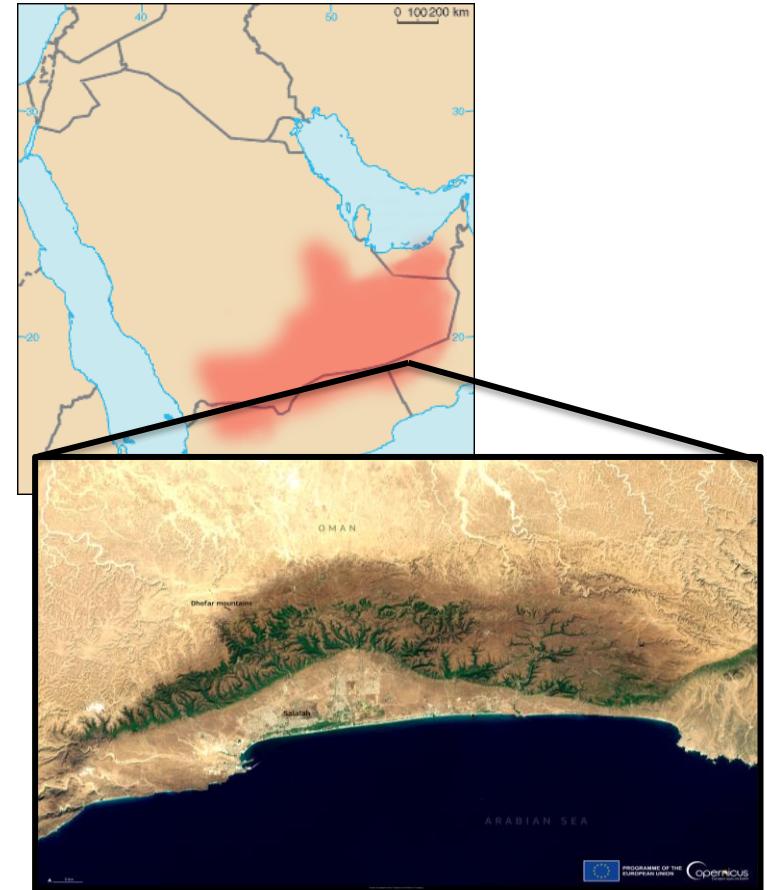 40
50
0 100 200 km
30
30
20
20
OMAN
Dhofar mountains
Salalah
ARABIAN SEA
PROGRAMME OF THE
EUROPEAN UNION
opernicus